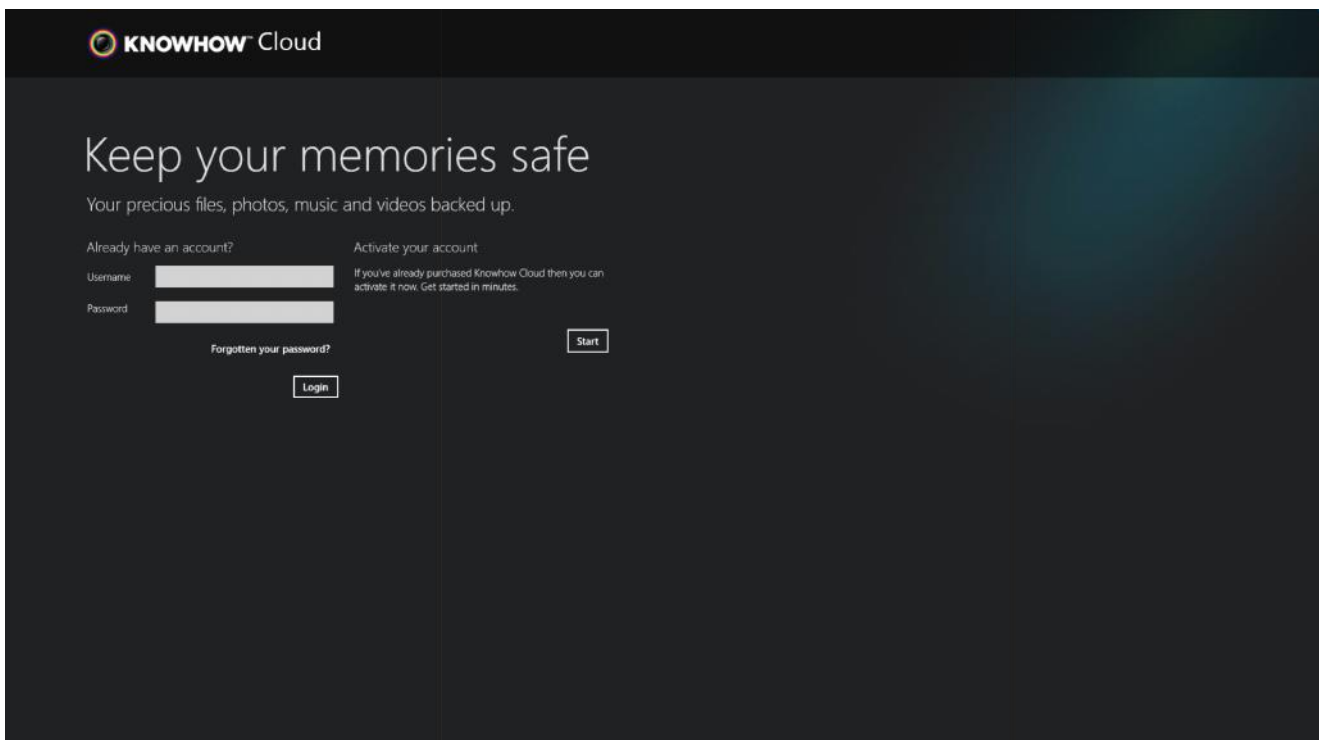 KNOWHOW™ Cloud
Keep your memories safe
Your precious files, photos, music and videos backed up.
Already have an account?
Username
Password
Forgotten your password?
Login
Activate your account
If you've already purchased Knowhow Cloud then you can
activate it now. Get started in minutes.
Start